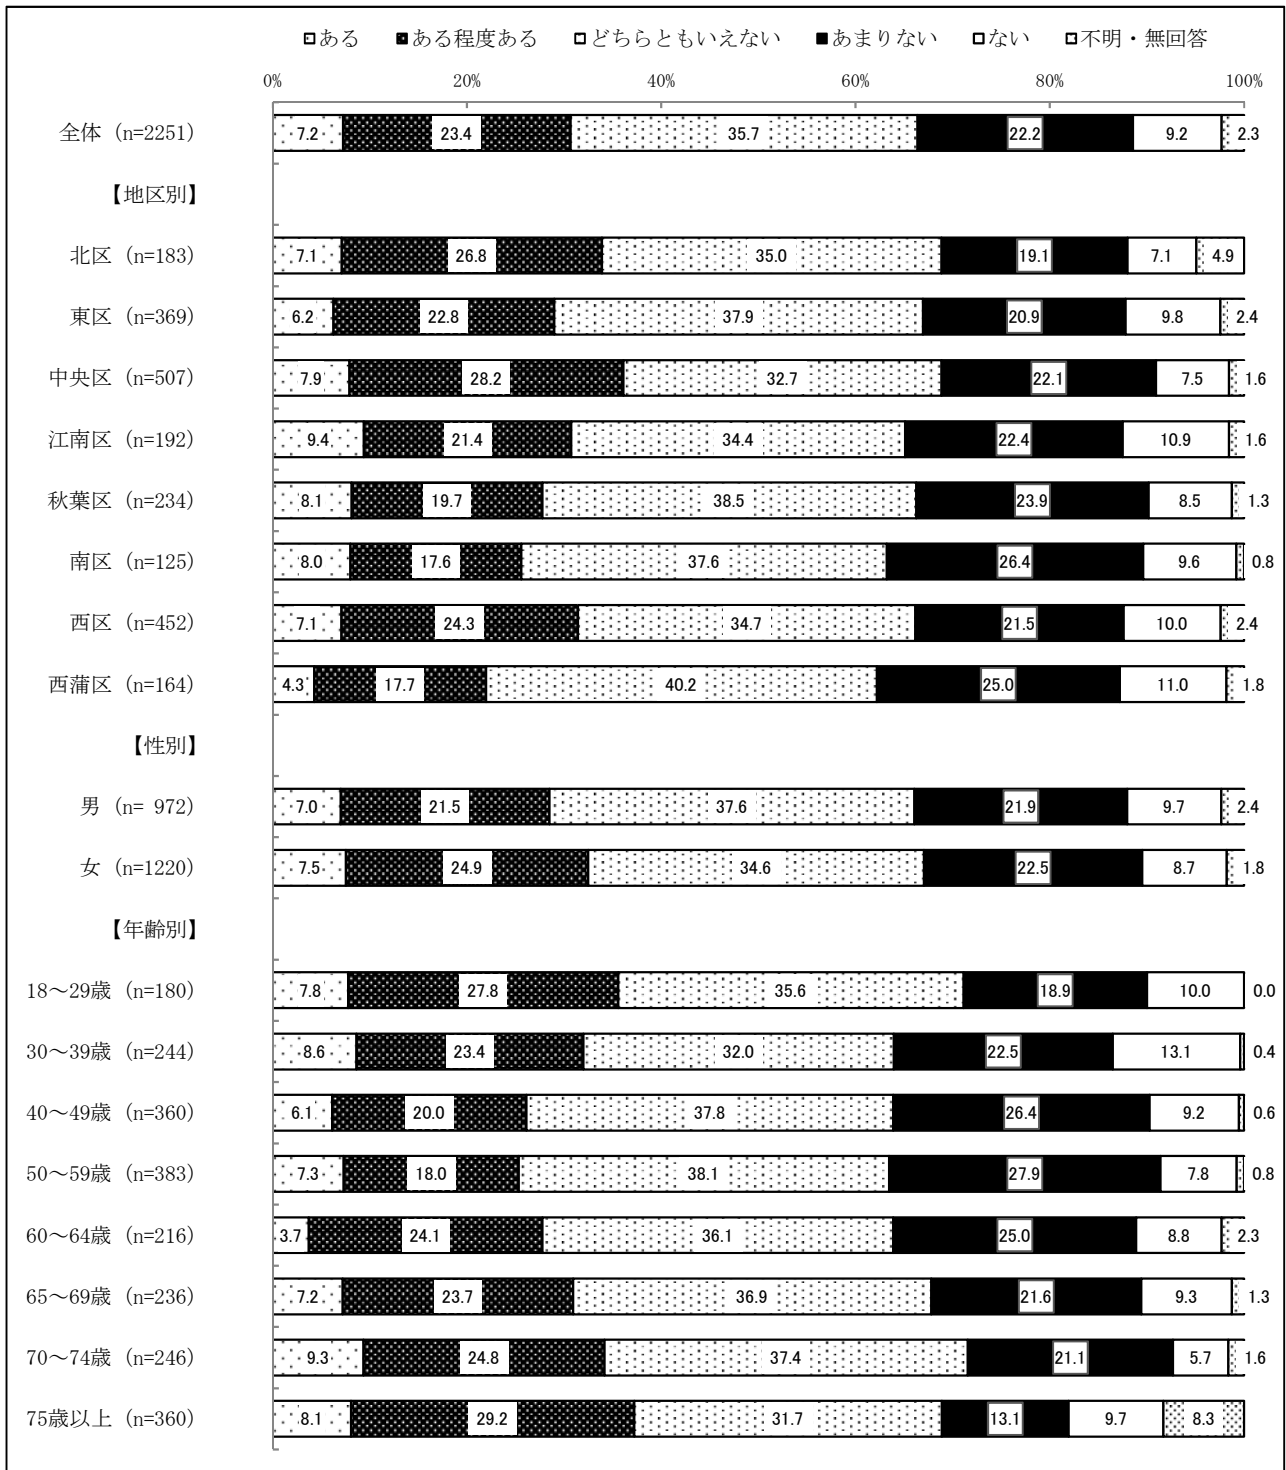 ある ある程度ある どちらともいえない あまりない ない 不明・無回答
0% 20% 40% 60% 80% 100%
全体 (n=2251) 7.2 23.4 35.7 22.2 9.2 2.3
【地区別】
北区 (n=183) 7.1 26.8 35.0 19.1 7.1 4.9
東区 (n=369) 6.2 22.8 37.9 20.9 9.8 2.4
中央区 (n=507) 7.9 28.2 32.7 22.1 7.5 1.6
江南区 (n=192) 9.4 21.4 34.4 22.4 10.9 1.6
秋葉区 (n=234) 8.1 19.7 38.5 23.9 8.5 1.3
南区 (n=125) 8.0 17.6 37.6 26.4 9.6 0.8
西区 (n=452) 7.1 24.3 34.7 21.5 10.0 2.4
西蒲区 (n=164) 4.3 17.7 40.2 25.0 11.0 1.8
【性別】
男 (n= 972) 7.0 21.5 37.6 21.9 9.7 2.4
女 (n=1220) 7.5 24.9 34.6 22.5 8.7 1.8
【年齢別】
18～29歳 (n=180) 7.8 27.8 35.6 18.9 10.0 0.0
30～39歳 (n=244) 8.6 23.4 32.0 22.5 13.1 0.4
40～49歳 (n=360) 6.1 20.0 37.8 26.4 9.2 0.6
50～59歳 (n=383) 7.3 18.0 38.1 27.9 7.8 0.8
60～64歳 (n=216) 3.7 24.1 36.1 25.0 8.8 2.3
65～69歳 (n=236) 7.2 23.7 36.9 21.6 9.3 1.3
70～74歳 (n=246) 9.3 24.8 37.4 21.1 5.7 1.6
75歳以上 (n=360) 8.1 29.2 31.7 13.1 9.7 8.3